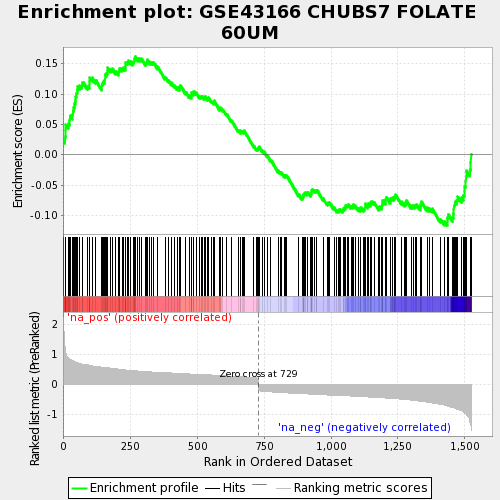 Enrichment plot: GSE43166 CHUBS7 FOLATE
60UM
Enrichment score (ES)
0.15
0.10
0.05
0.00
-0.05
-0.10
Ranked list metric (PreRanked)
2
1
0
-1
'na_pos' (positively correlated)
Zero cross at 729
'na_neg' (negatively correlated)
0
250
500
750
1,000
1,250
1,500
Rank in Ordered Dataset
Enrichment profile
Hits
Ranking metric scores